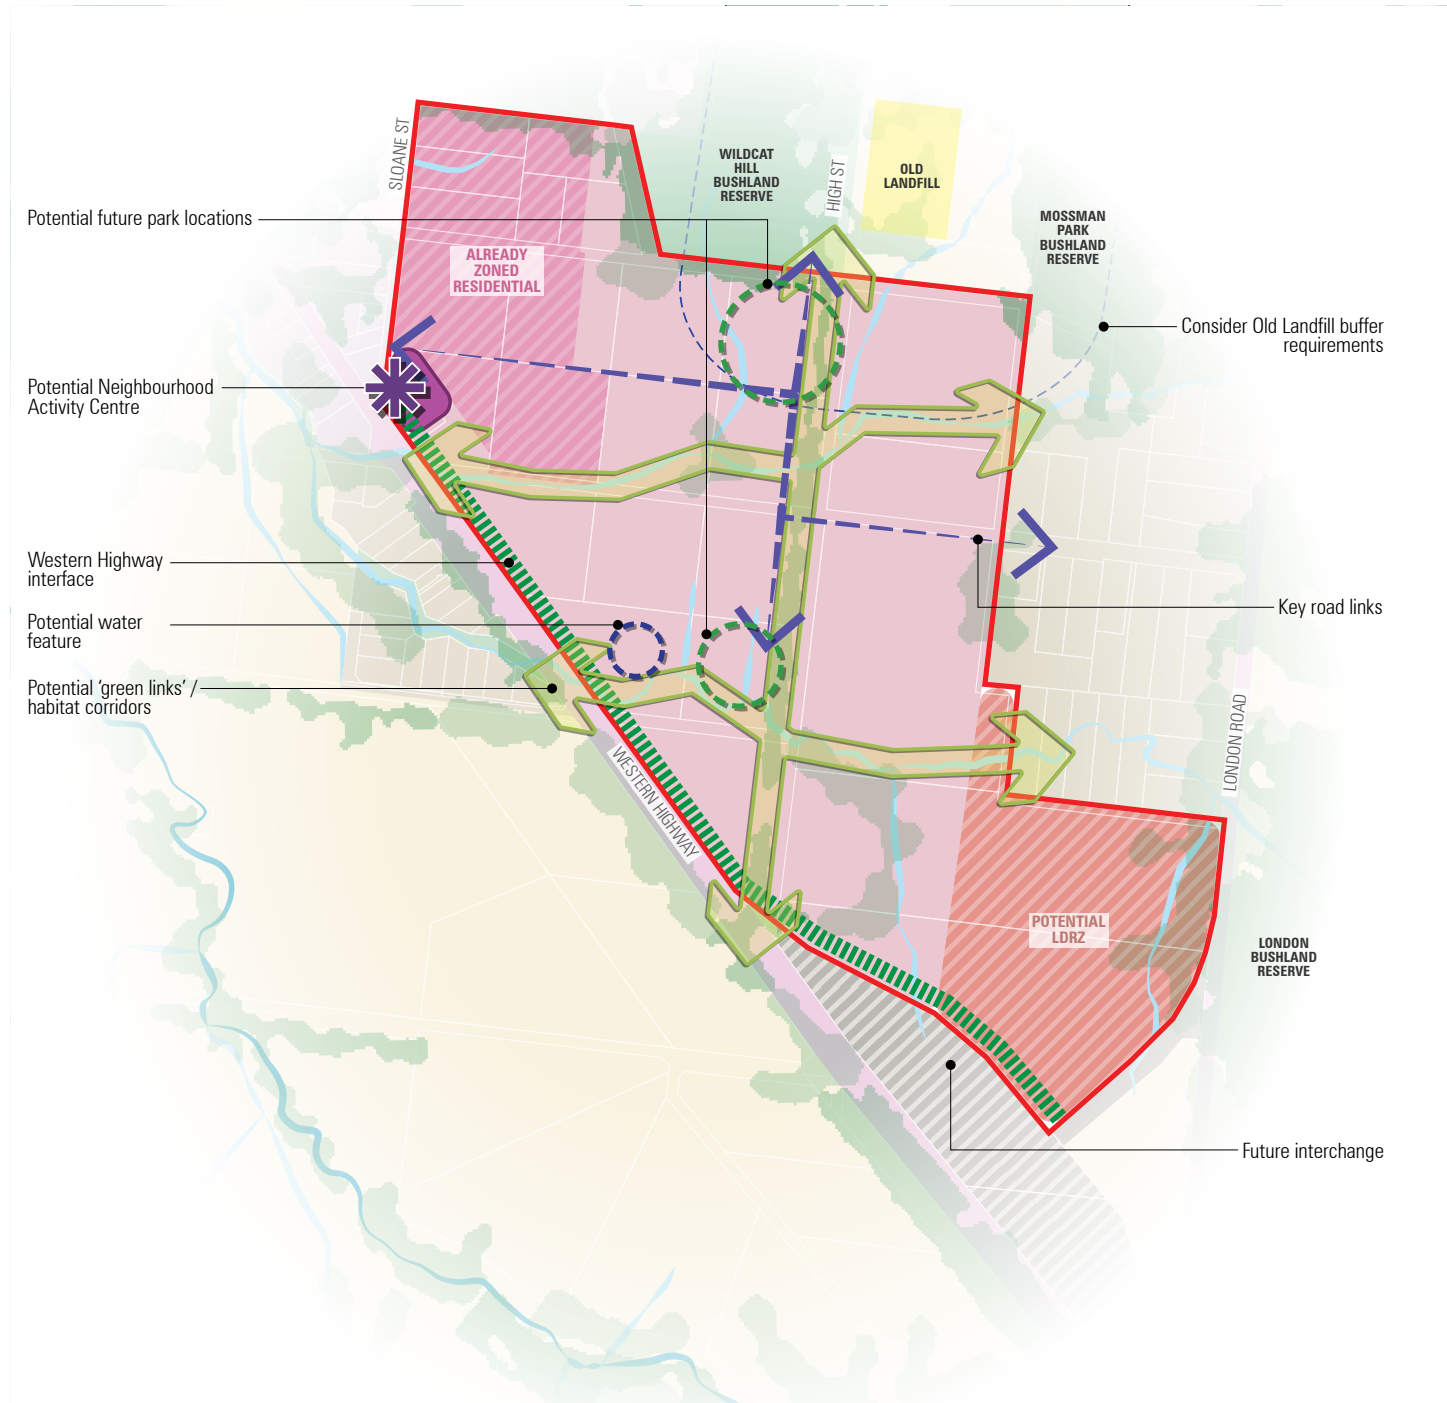 SLOANE ST
WILDCAT
HILL
BUSHLAND
RESERVE
HIGH ST
OLD
LANDFILL
MOSSMAN
PARK
BUSHLAND
RESERVE
Potential future park locations
ALREADY
ZONED
RESIDENTIAL
Consider Old Landfill buffer
requirements
Potential Neighbourhood
Activity Centre
Western Highway
interface
Key road links
Potential water
feature
Potential ‘green links’ /
habitat corridors
WESTERN HIGHWAY
LONDON ROAD
POTENTIAL
LDRZ
LONDON
BUSHLAND
RESERVE
Future interchange